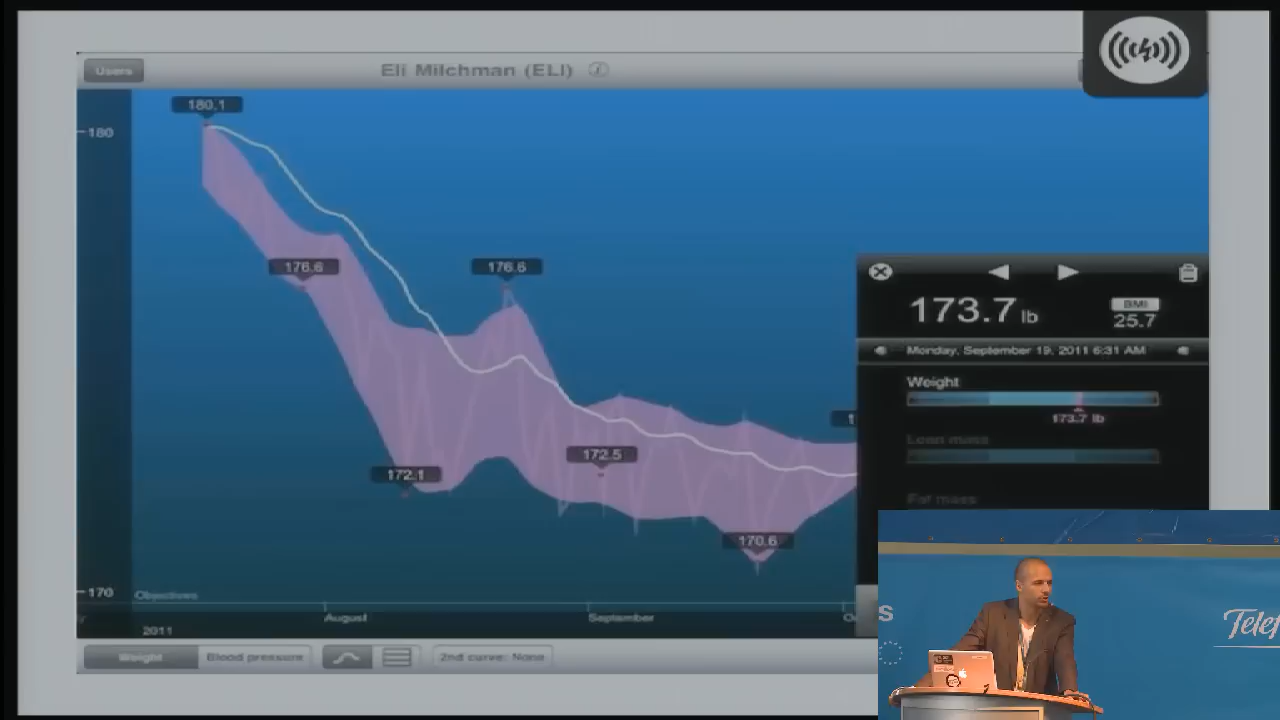 Users
Eli Milchman (ELI)
180.1
180
176.6
176.6
173.7 lb
BMI
25.7
Monday, September 19, 2011 6:31 AM
Weight
173.7 lb
Lean mass
Fat mass
172.5
172.1
170.6
170
Objectives
August
September
2011
Weight
Blood pressure
2nd curve: None
Telef